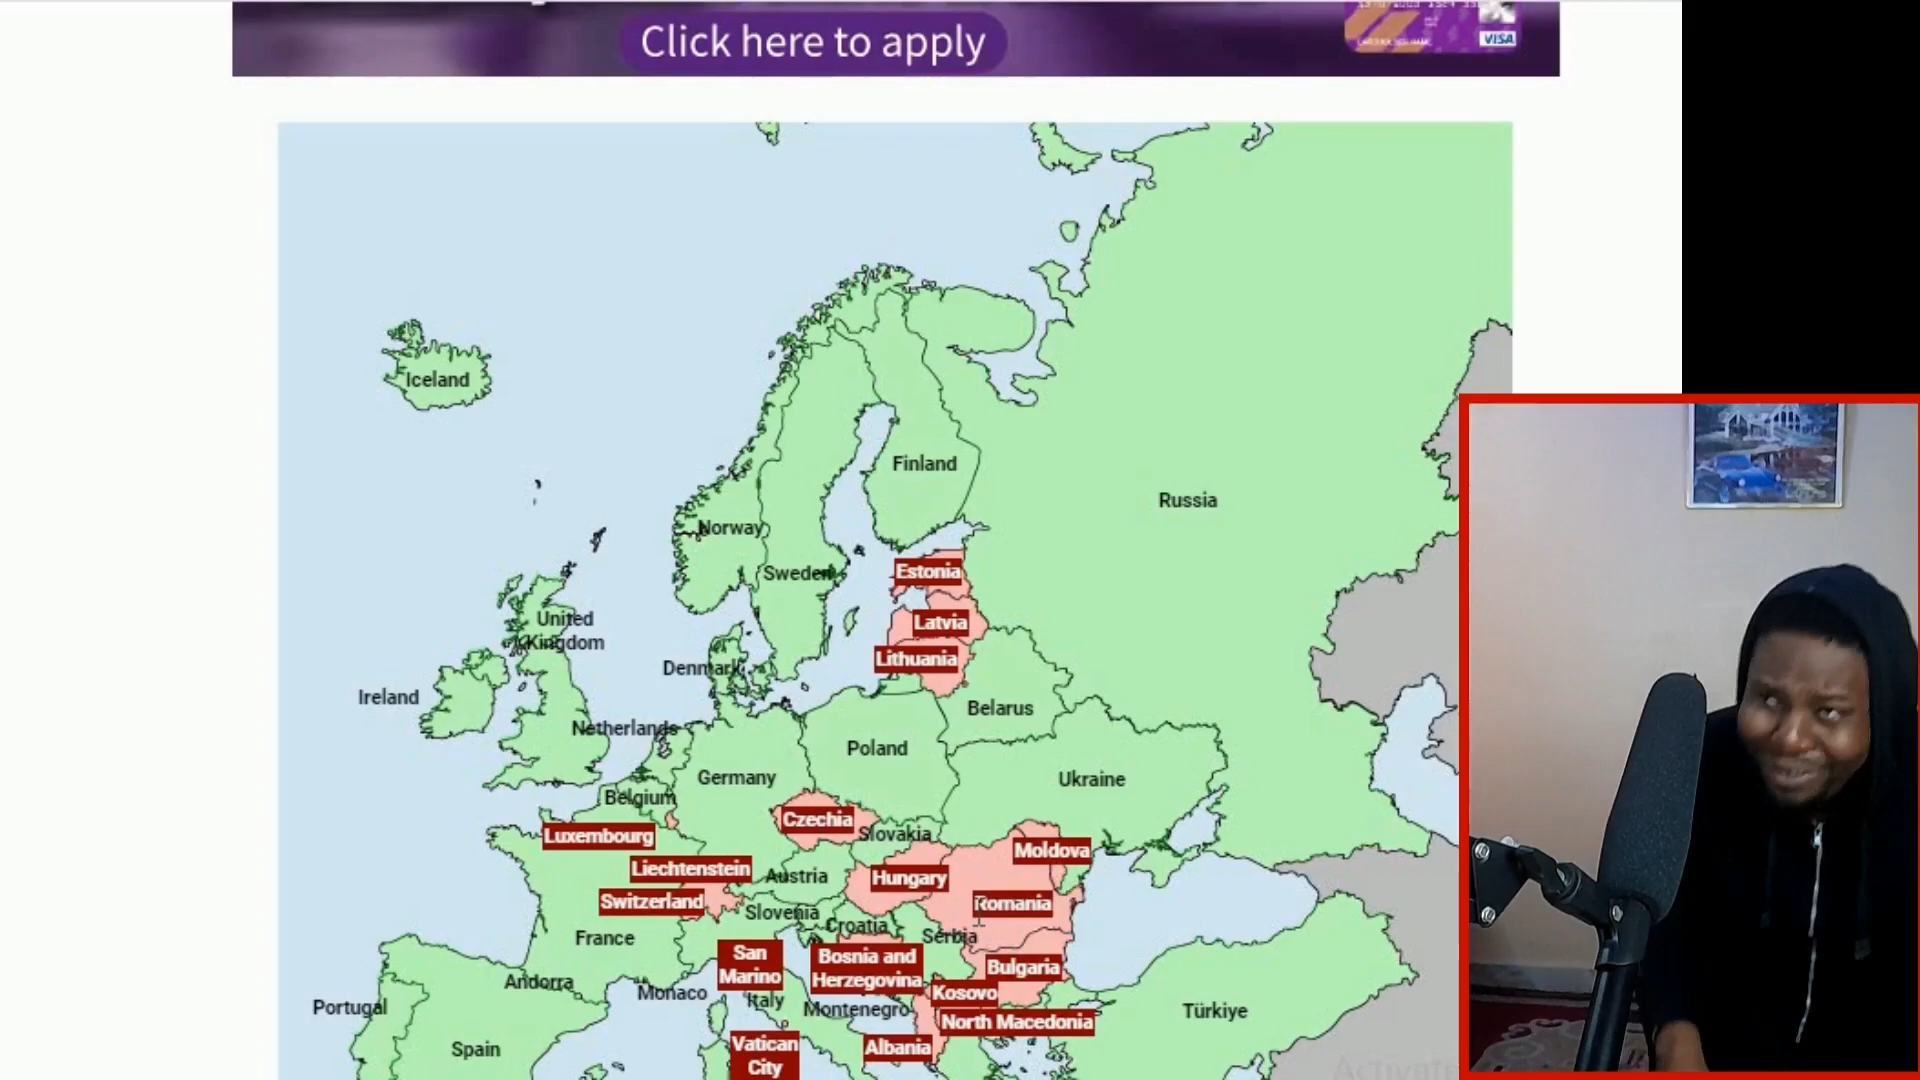 Click here to apply
VISA
Iceland
Finland
Russia
Norway
Sweden
Estonia
United
Kingdom
Latvia
Lithuania
Denmark
Ireland
Belarus
Netherlands
Poland
Germany
Ukraine
Belgium
Czechia
Slovakia
Luxembourg
Moldova
Liechtenstein
Austria
Hungary
Switzerland
Romania
Slovenia
Croatia
Serbia
France
San
Marino
Bosnia and
Herzegovina
Bulgaria
Andorra
Monaco
Kosovo
Italy
Portugal
Montenegro
Türkiye
North Macedonia
Spain
Albania
Vatican
City
Activate